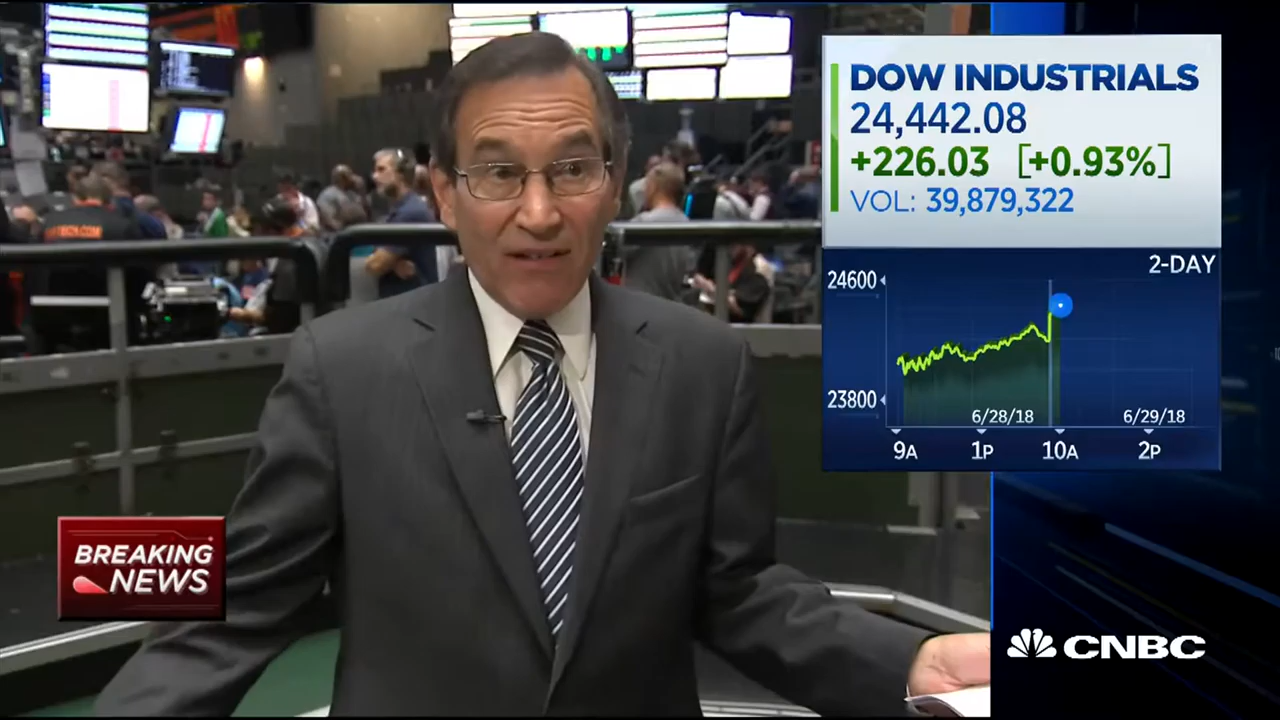 DOW INDUSTRIALS
24,442.08
+226.03 [+0.93%]
VOL: 39,879,322
2-DAY
24600
23800
6/28/18 6/29/18
9A 1P 10A 2P
BREAKING
NEWS
CNBC